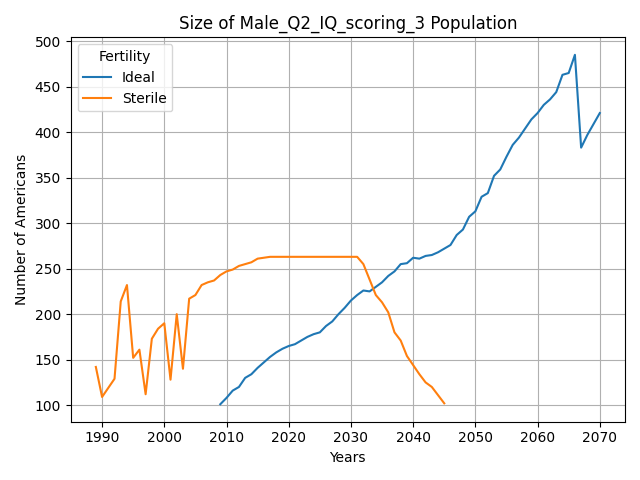 Size of Male_Q2_IQ_scoring_3 Population
Fertility
Ideal
Sterile
Number of Americans
500
450
400
350
300
250
200
150
100
1990 2000 2010 2020 2030 2040 2050 2060 2070
Years